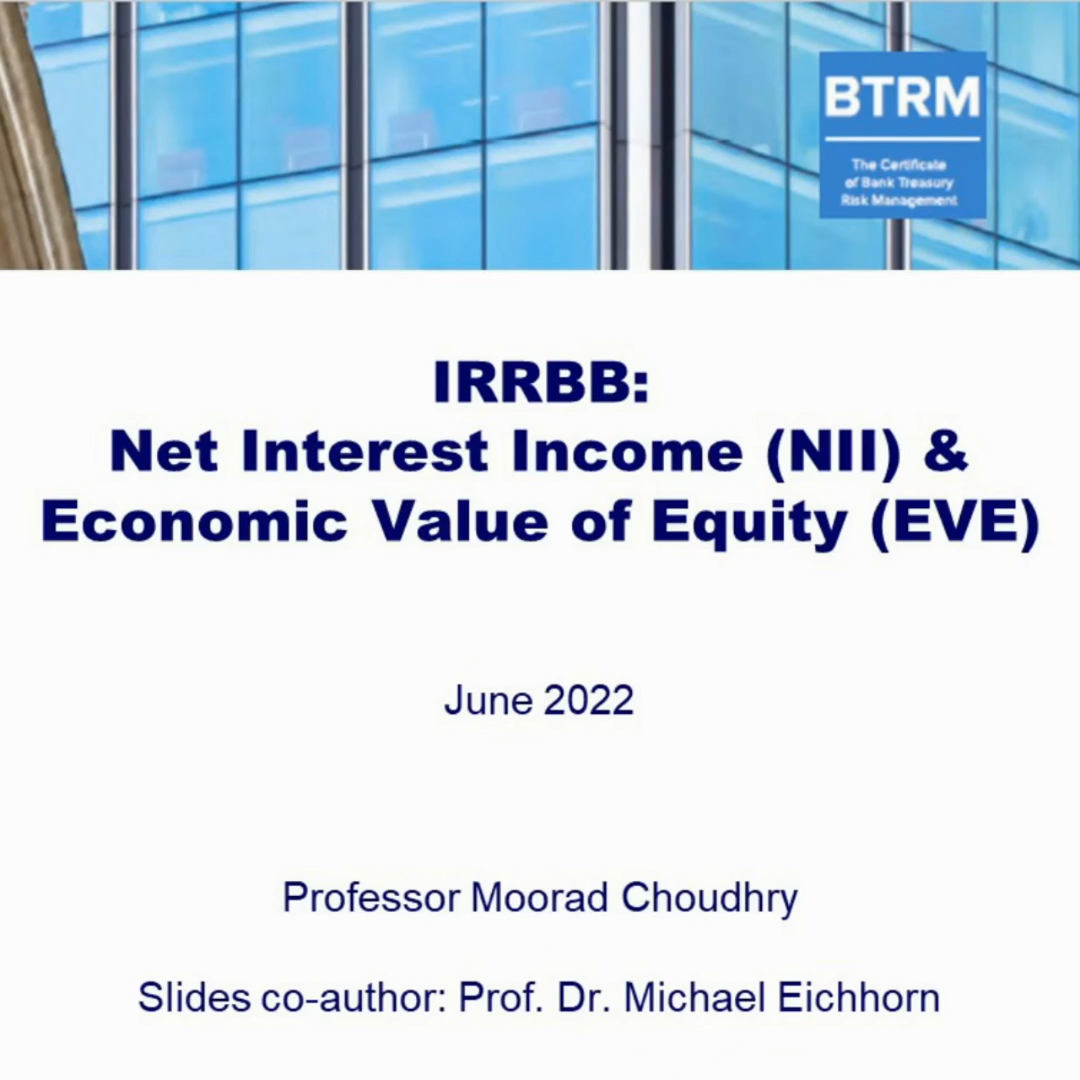 BTRM
The Certificate
of Bank Treasury
Risk Management
IRRBB:
Net Interest Income (NII) &
Economic Value of Equity (EVE)
June 2022
Professor Moorad Choudhry
Slides co-author: Prof. Dr. Michael Eichhorn